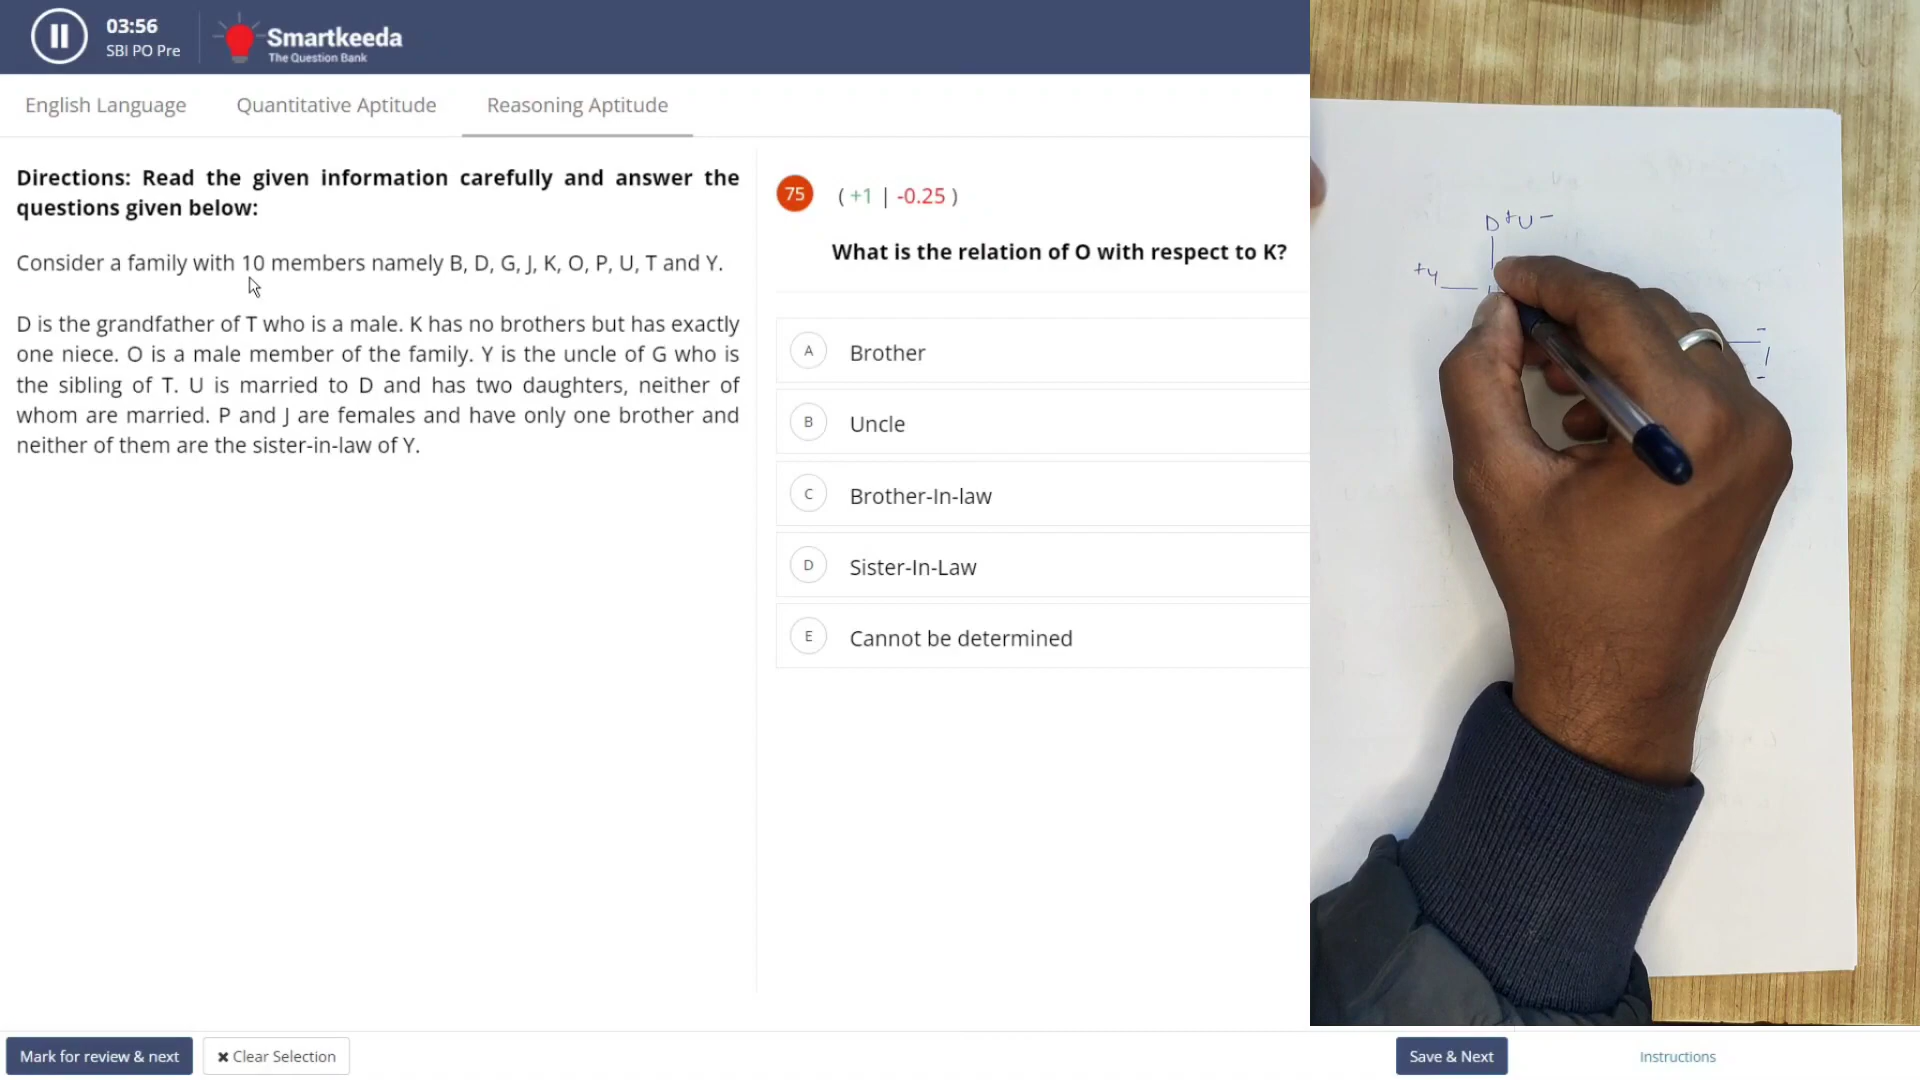 03:56
SBI PO Pre
Smartkeeda
The Question Bank
English Language
Quantitative Aptitude
Reasoning Aptitude
Directions: Read the given information carefully and answer the
questions given below:
Consider a family with 10 members namely B, D, G, J, K, O, P, U, T and Y.
D is the grandfather of T who is a male. K has no brothers but has exactly
one niece. O is a male member of the family. Y is the uncle of G who is
the sibling of T. U is married to D and has two daughters, neither of
whom are married. P and J are females and have only one brother and
neither of them are the sister-in-law of Y.
75
( +1 | -0.25 )
What is the relation of O with respect to K?
A
Brother
B
Uncle
C
Brother-In-law
D
Sister-In-Law
E
Cannot be determined
D + U -
+ Y
Mark for review & next
✖ Clear Selection
Save & Next
Instructions